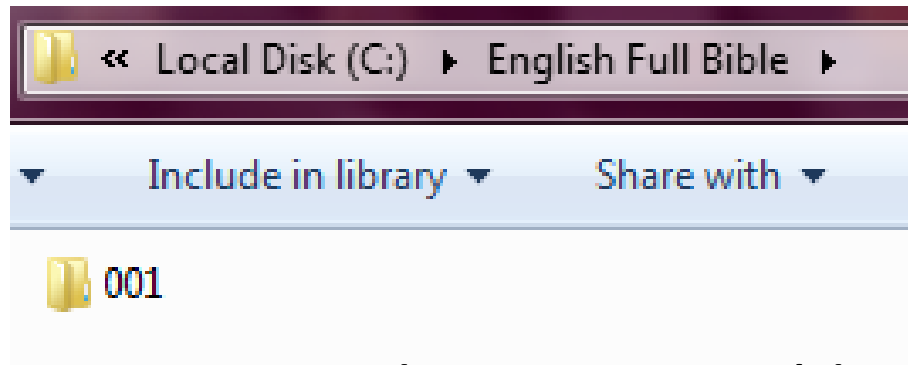 « Local Disk (C:) ▸ English Full Bible ▸
Include in library Share with
001